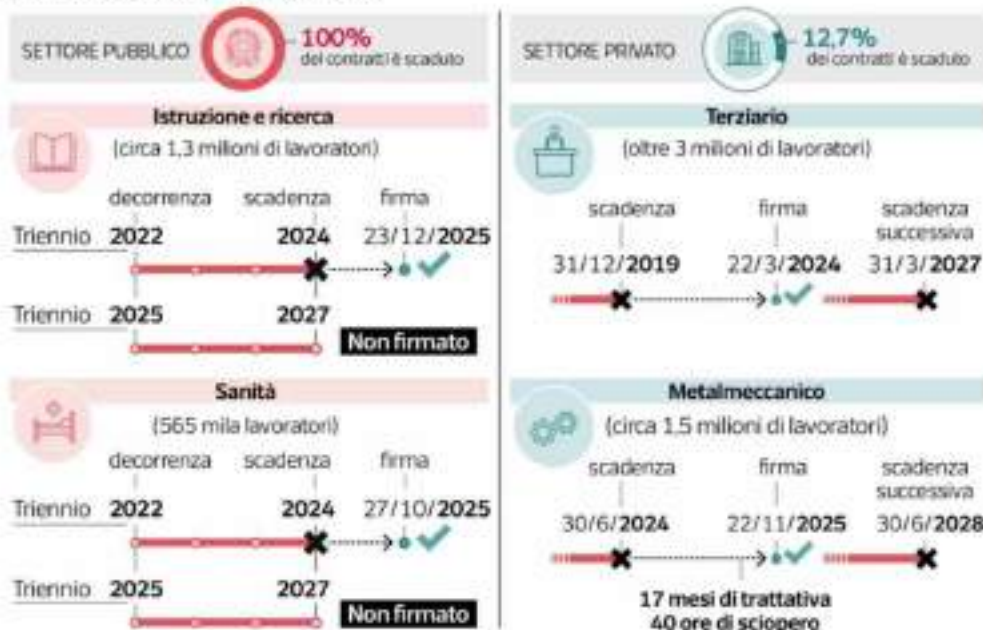 SETTORE PUBBLICO
100%
dei contratti è scaduto
Istruzione e ricerca
(circa 1,3 milioni di lavoratori)
decorrenza scadenza firma
Triennio 2022 2024 23/12/2025
Triennio 2025 2027
Non firmato
Sanità
(565 mila lavoratori)
decorrenza scadenza firma
Triennio 2022 2024 27/10/2025
Triennio 2025 2027
Non firmato
SETTORE PRIVATO
12,7%
dei contratti è scaduto
Terziario
(oltre 3 milioni di lavoratori)
scadenza firma scadenza
successiva
31/12/2019 22/3/2024 31/3/2027
Metalmeccanico
(circa 1,5 milioni di lavoratori)
scadenza firma scadenza
successiva
30/6/2024 22/11/2025 30/6/2028
17 mesi di trattativa
40 ore di sciopero